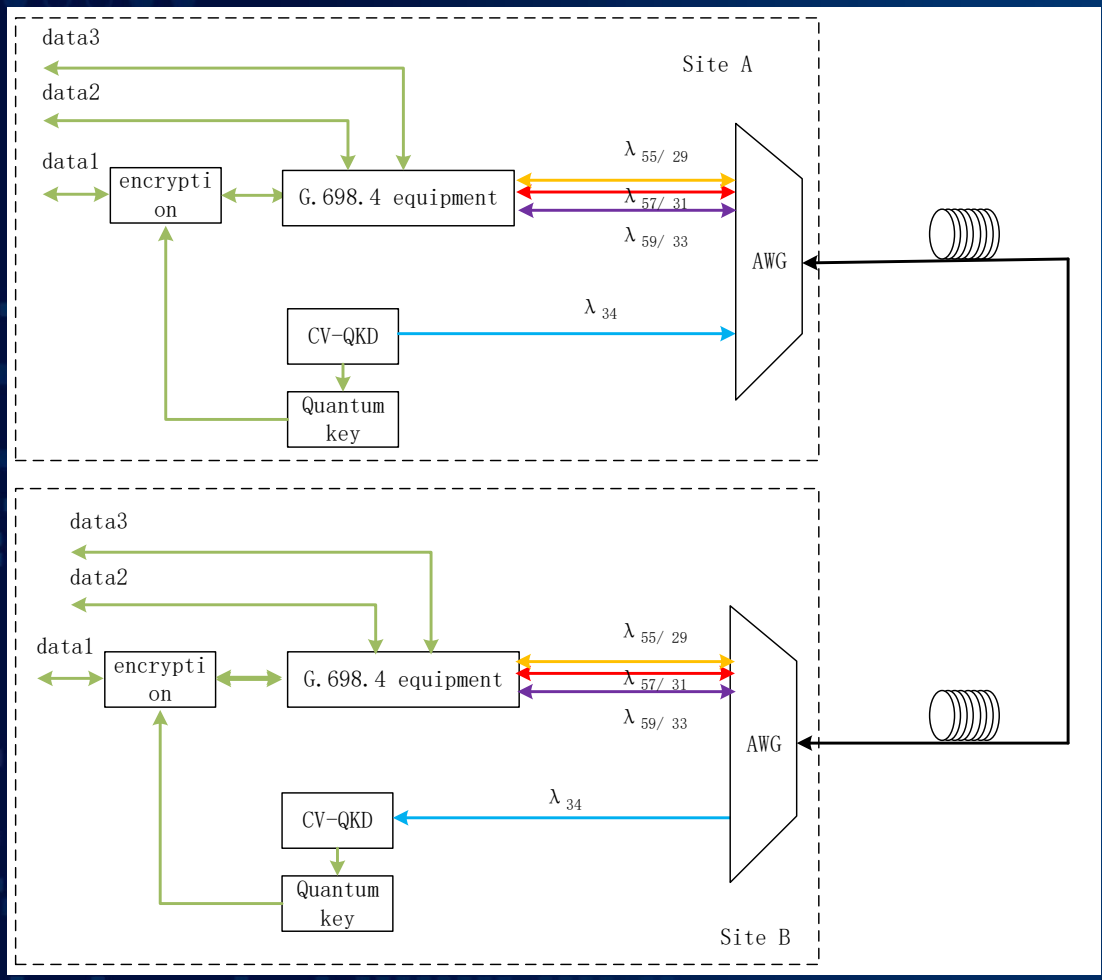 data3
Site A
data2
data1
λ 55/ 29
encrypti
on
G.698.4 equipment
λ 57/ 31
λ 59/ 33
AWG
λ 34
CV-QKD
Quantum
key
data3
data2
data1
λ 55/ 29
encrypti
on
G.698.4 equipment
λ 57/ 31
λ 59/ 33
AWG
λ 34
CV-QKD
Quantum
key
Site B